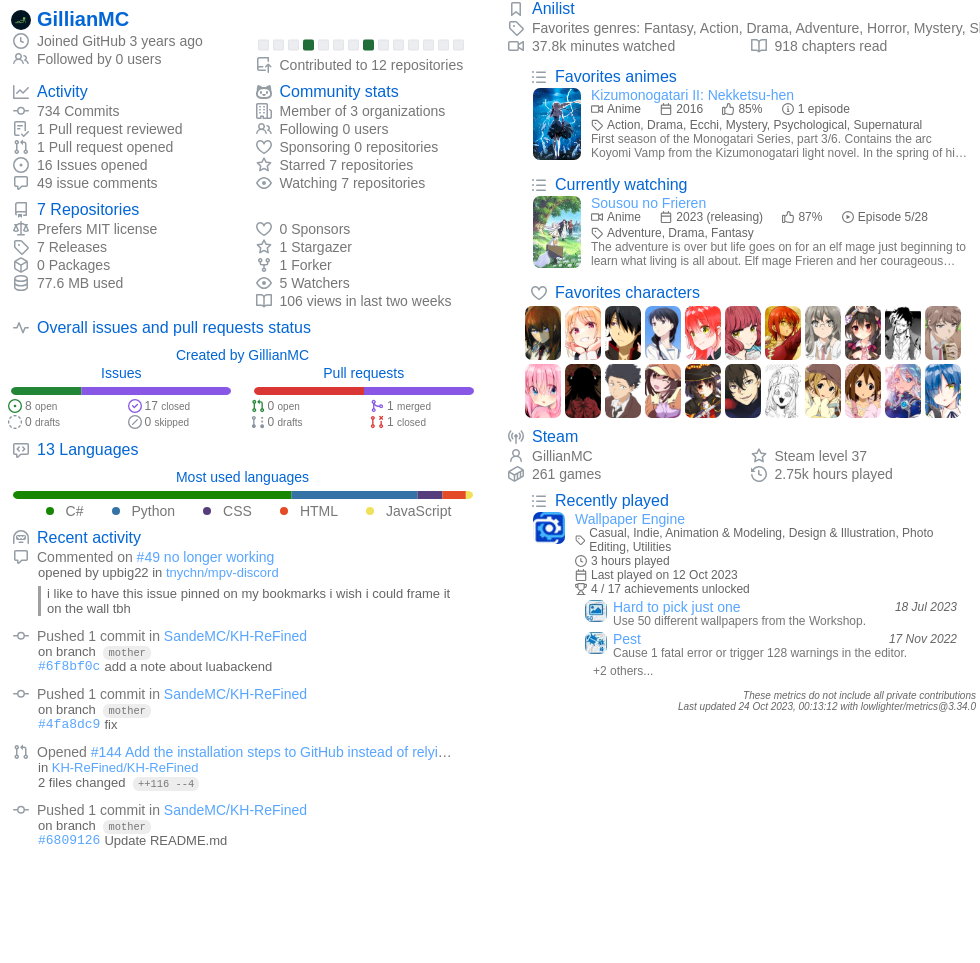 GillianMC
Joined GitHub 3 years ago
Followed by 0 users
Contributed to 12 repositories
Activity
734 Commits
1 Pull request reviewed
1 Pull request opened
16 Issues opened
49 issue comments
Community stats
Member of 3 organizations
Following 0 users
Sponsoring 0 repositories
Starred 7 repositories
Watching 7 repositories
7 Repositories
Prefers MIT license
7 Releases
0 Packages
77.6 MB used
0 Sponsors
1 Stargazer
1 Forker
5 Watchers
106 views in last two weeks
Overall issues and pull requests status
Created by GillianMC
Issues
8 open
17 closed
0 drafts
0 skipped
Pull requests
0 open
1 merged
0 drafts
1 closed
13 Languages
Most used languages
C# Python CSS HTML JavaScript
Recent activity
Commented on #49 no longer working
opened by upbig22 in tnychn/mpv-discord
i like to have this issue pinned on my bookmarks i wish i could frame it
on the wall tbh
Pushed 1 commit in SandeMC/KH-ReFined
on branch mother
#6f8bf0c add a note about luabackend
Pushed 1 commit in SandeMC/KH-ReFined
on branch mother
#4fa8dc9 fix
Opened #144 Add the installation steps to GitHub instead of relyi…
in KH-ReFined/KH-ReFined
2 files changed ++116 --4
Pushed 1 commit in SandeMC/KH-ReFined
on branch mother
#6809126 Update README.md
Anilist
Favorites genres: Fantasy, Action, Drama, Adventure, Horror, Mystery,
37.8k minutes watched
918 chapters read
Favorites animes
Kizumonogatari II: Nekketsu-hen
Anime 2016 85% 1 episode
Action, Drama, Ecchi, Mystery, Psychological, Supernatural
First season of the Monogatari Series, part 3/6. Contains the arc
Koyomi Vamp from the Kizumonogatari light novel. In the spring of hi…
Currently watching
Sousou no Frieren
Anime 2023 (releasing) 87% Episode 5/28
Adventure, Drama, Fantasy
The adventure is over but life goes on for an elf mage just beginning to
learn what living is all about. Elf mage Frieren and her courageous…
Favorites characters
Steam
GillianMC
261 games
Steam level 37
2.75k hours played
Recently played
Wallpaper Engine
Casual, Indie, Animation & Modeling, Design & Illustration, Photo
Editing, Utilities
3 hours played
Last played on 12 Oct 2023
4 / 17 achievements unlocked
Hard to pick just one 18 Jul 2023
Use 50 different wallpapers from the Workshop.
Pest 17 Nov 2022
Cause 1 fatal error or trigger 128 warnings in the editor.
+2 others...
These metrics do not include all private contributions
Last updated 24 Oct 2023, 00:13:12 with lowlighter/metrics@3.34.0